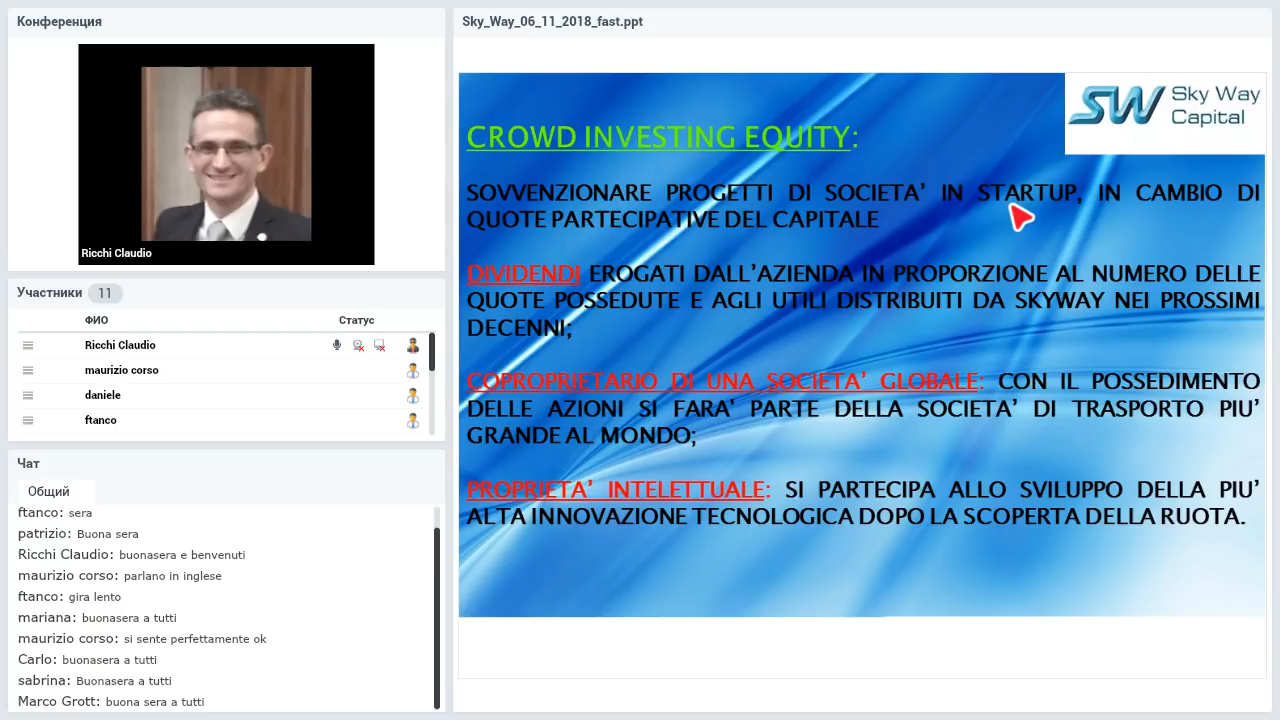 Конференция
Ricchi Claudio
Участники 11
ФИО Статус
Ricchi Claudio
maurizio corso
daniele
ftanco
Чат
Общий
ftanco: sera
patrizio: Buona sera
Ricchi Claudio: buonasera e benvenuti
maurizio corso: parlano in inglese
ftanco: gira lento
mariana: buonasera a tutti
maurizio corso: si sente perfettamente ok
Carlo: buonasera a tutti
sabrina: Buonasera a tutti
Marco Grott: buona sera a tutti
Sky_Way_06_11_2018_fast.ppt
SW Sky Way
Capital
CROWD INVESTING EQUITY:
SOVVENZIONARE PROGETTI DI SOCIETA’ IN STARTUP, IN CAMBIO DI
QUOTE PARTECIPATIVE DEL CAPITALE
DIVIDENDI EROGATI DALL’AZIENDA IN PROPORZIONE AL NUMERO DELLE
QUOTE POSSEDUTE E AGLI UTILI DISTRIBUITI DA SKYWAY NEI PROSSIMI
DECENNI;
COPROPRIETARIO DI UNA SOCIETA’ GLOBALE: CON IL POSSEDIMENTO
DELLE AZIONI SI FARA' PARTE DELLA SOCIETA’ DI TRASPORTO PIU’
GRANDE AL MONDO;
PROPRIETA’ INTELETTUALE: SI PARTECIPA ALLO SVILUPPO DELLA PIU’
ALTA INNOVAZIONE TECNOLOGICA DOPO LA SCOPERTA DELLA RUOTA.